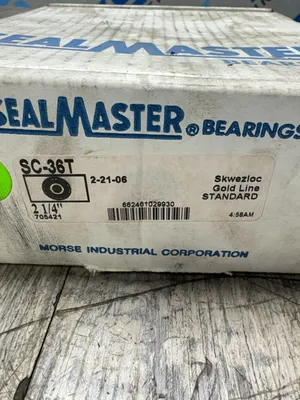 SEALMASTER
BEARING
SEALMASTER® BEARINGS
SC-36T
2-21-06
Skwezloc
Gold Line
STANDARD
2 1/4"
705421
662461029930
4:58AM
MORSE INDUSTRIAL CORPORATION